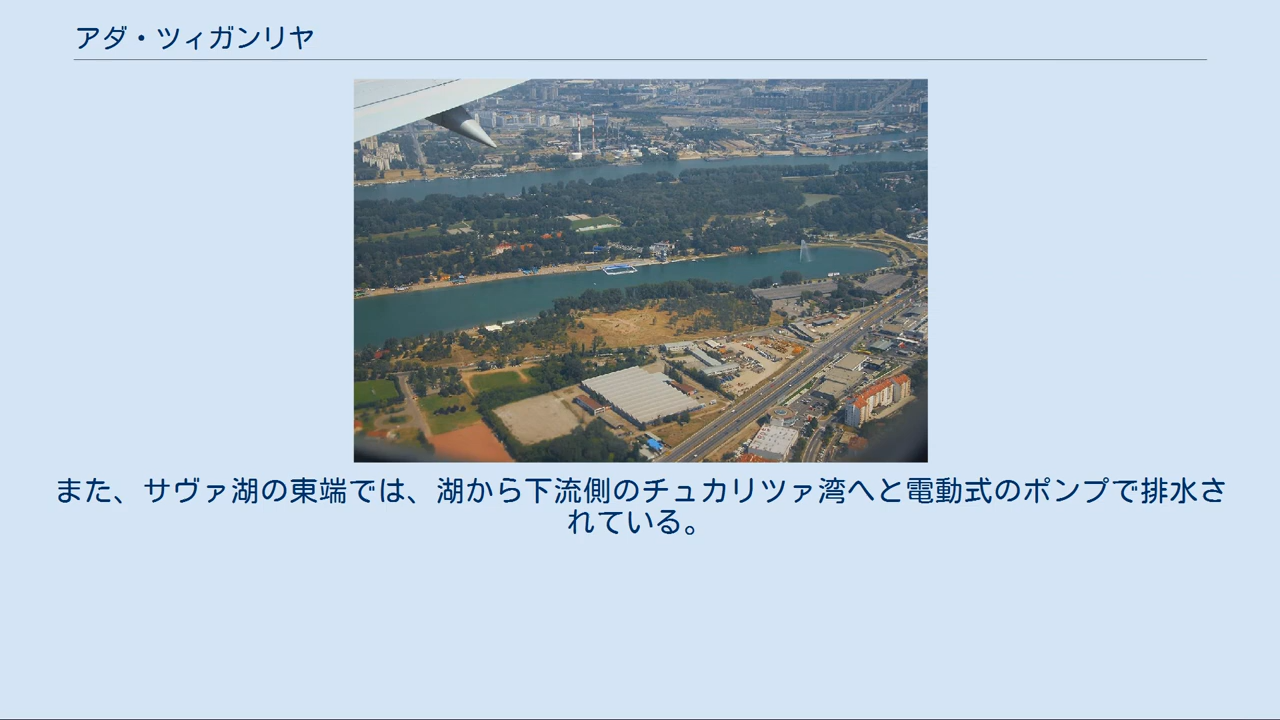 アダ・ツィガンリヤ
また、サヴァ湖の東端では、湖から下流側のチュカリツァ湾へと電動式のポンプで排水さ
れている。